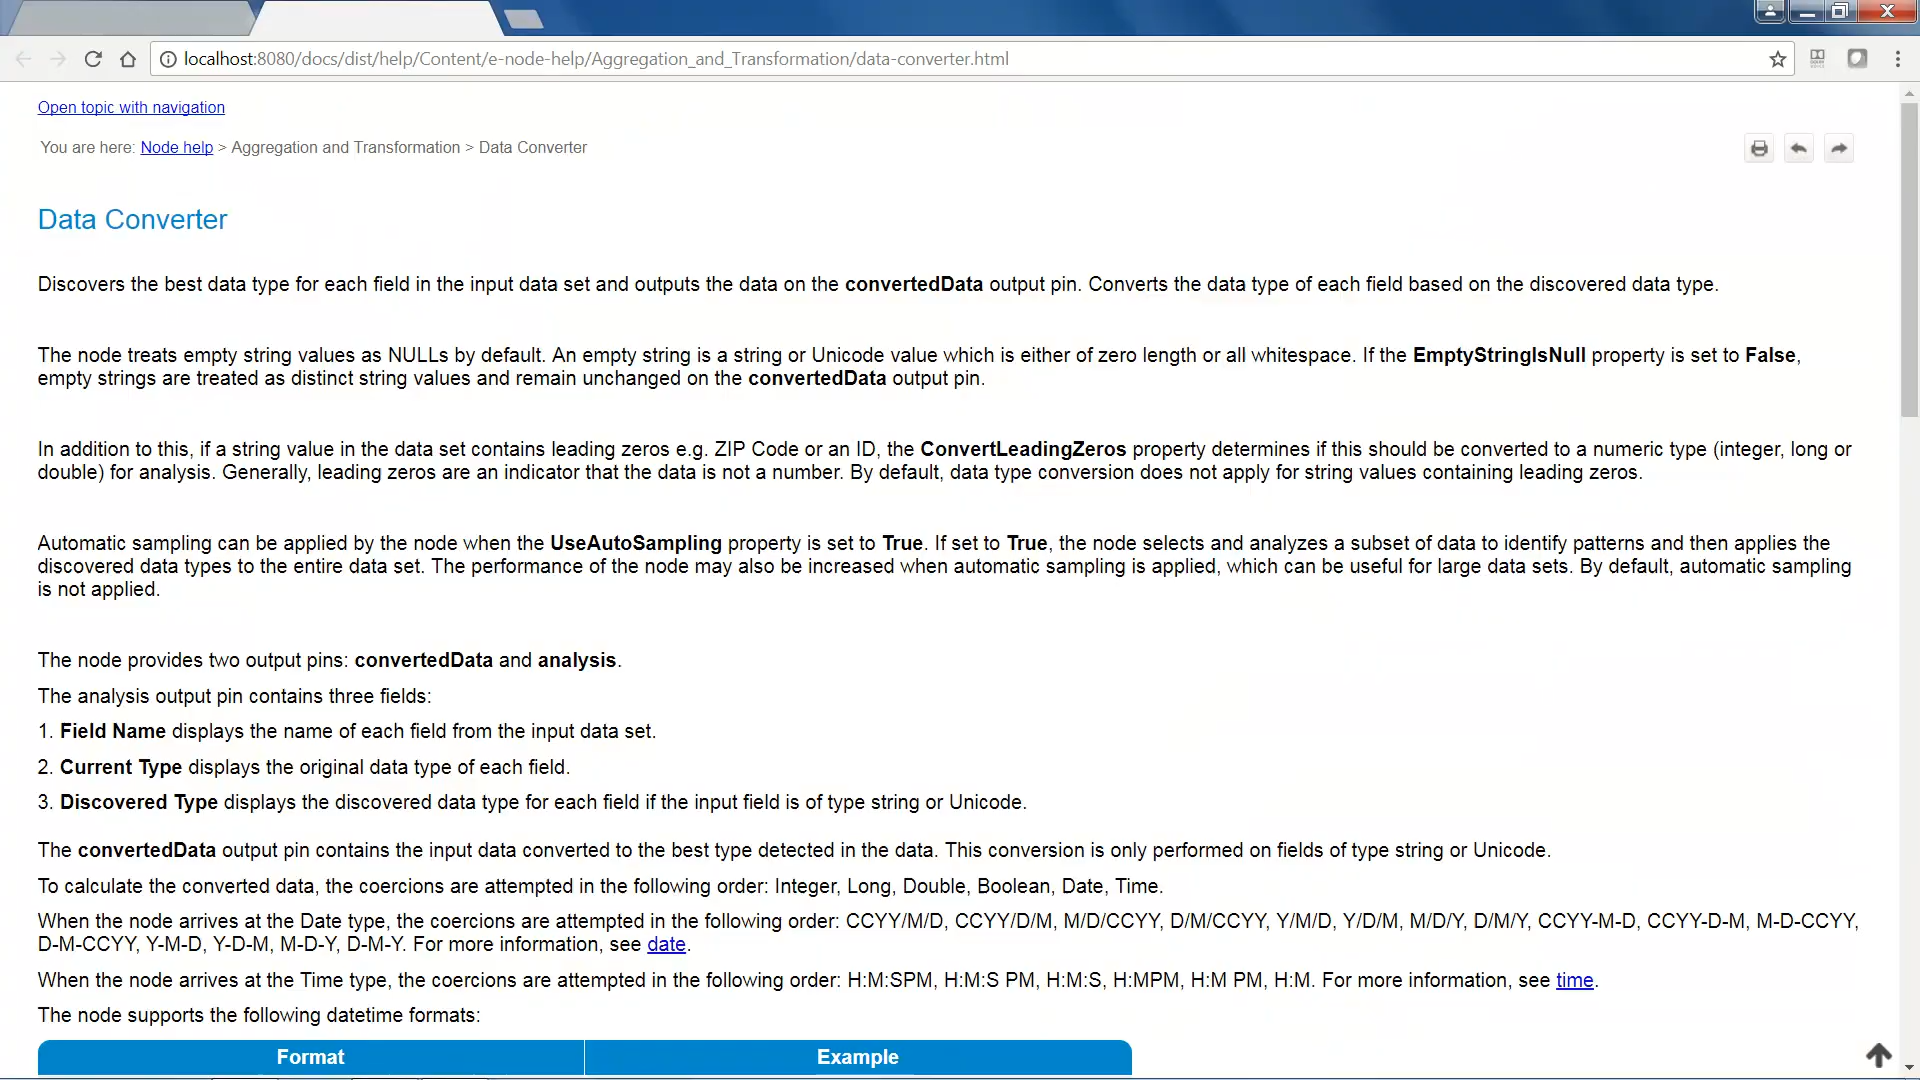 localhost:8080/docs/dist/help/Content/e-node-help/Aggregation_and_Transformation/data-converter.html
Open topic with navigation
You are here: Node help > Aggregation and Transformation > Data Converter
Data Converter
Discovers the best data type for each field in the input data set and outputs the data on the convertedData output pin. Converts the data type of each field based on the discovered data type.
The node treats empty string values as NULLs by default. An empty string is a string or Unicode value which is either of zero length or all whitespace. If the EmptyStringIsNull property is set to False,
empty strings are treated as distinct string values and remain unchanged on the convertedData output pin.
In addition to this, if a string value in the data set contains leading zeros e.g. ZIP Code or an ID, the ConvertLeadingZeros property determines if this should be converted to a numeric type (integer, long or
double) for analysis. Generally, leading zeros are an indicator that the data is not a number. By default, data type conversion does not apply for string values containing leading zeros.
Automatic sampling can be applied by the node when the UseAutoSampling property is set to True. If set to True, the node selects and analyzes a subset of data to identify patterns and then applies the
discovered data types to the entire data set. The performance of the node may also be increased when automatic sampling is applied, which can be useful for large data sets. By default, automatic sampling
is not applied.
The node provides two output pins: convertedData and analysis.
The analysis output pin contains three fields:
1. Field Name displays the name of each field from the input data set.
2. Current Type displays the original data type of each field.
3. Discovered Type displays the discovered data type for each field if the input field is of type string or Unicode.
The convertedData output pin contains the input data converted to the best type detected in the data. This conversion is only performed on fields of type string or Unicode.
To calculate the converted data, the coercions are attempted in the following order: Integer, Long, Double, Boolean, Date, Time.
When the node arrives at the Date type, the coercions are attempted in the following order: CCYY/M/D, CCYY/D/M, M/D/CCYY, D/M/CCYY, Y/M/D, Y/D/M, M/D/Y, D/M/Y, CCYY-M-D, CCYY-D-M, M-D-CCYY,
D-M-CCYY, Y-M-D, Y-D-M, M-D-Y, D-M-Y. For more information, see date.
When the node arrives at the Time type, the coercions are attempted in the following order: H:M:SPM, H:M:S PM, H:M:S, H:MPM, H:M PM, H:M. For more information, see time.
The node supports the following datetime formats:
Format Example